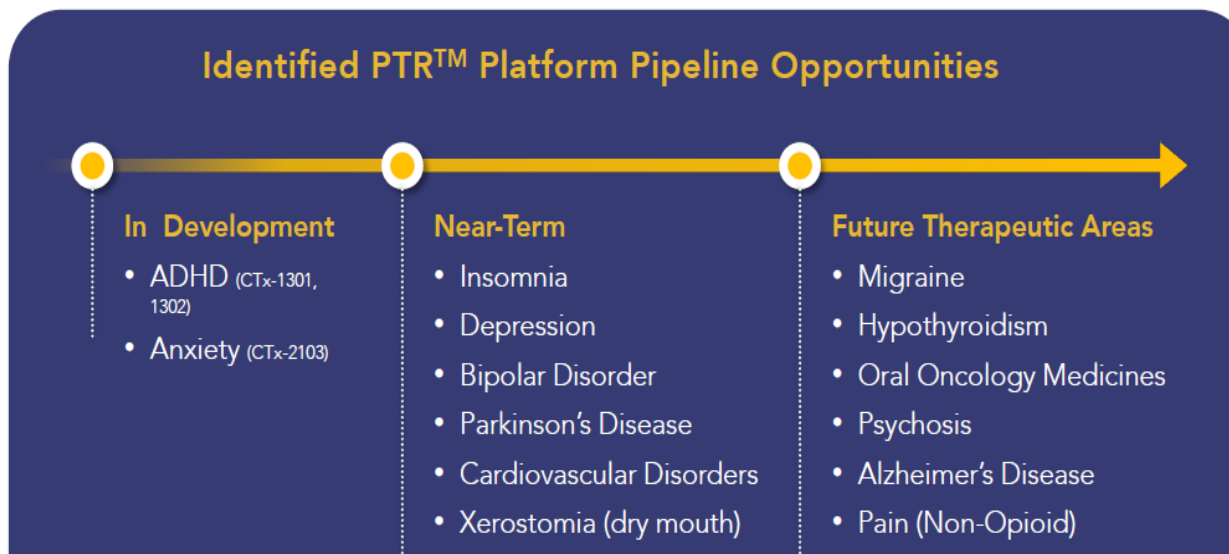 Identified PTR™ Platform Pipeline Opportunities
In Development
• ADHD (CTx-1301,
1302)
• Anxiety (CTx-2103)
Near-Term
• Insomnia
• Depression
• Bipolar Disorder
• Parkinson's Disease
• Cardiovascular Disorders
• Xerostomia (dry mouth)
Future Therapeutic Areas
• Migraine
• Hypothyroidism
• Oral Oncology Medicines
• Psychosis
• Alzheimer's Disease
• Pain (Non-Opioid)